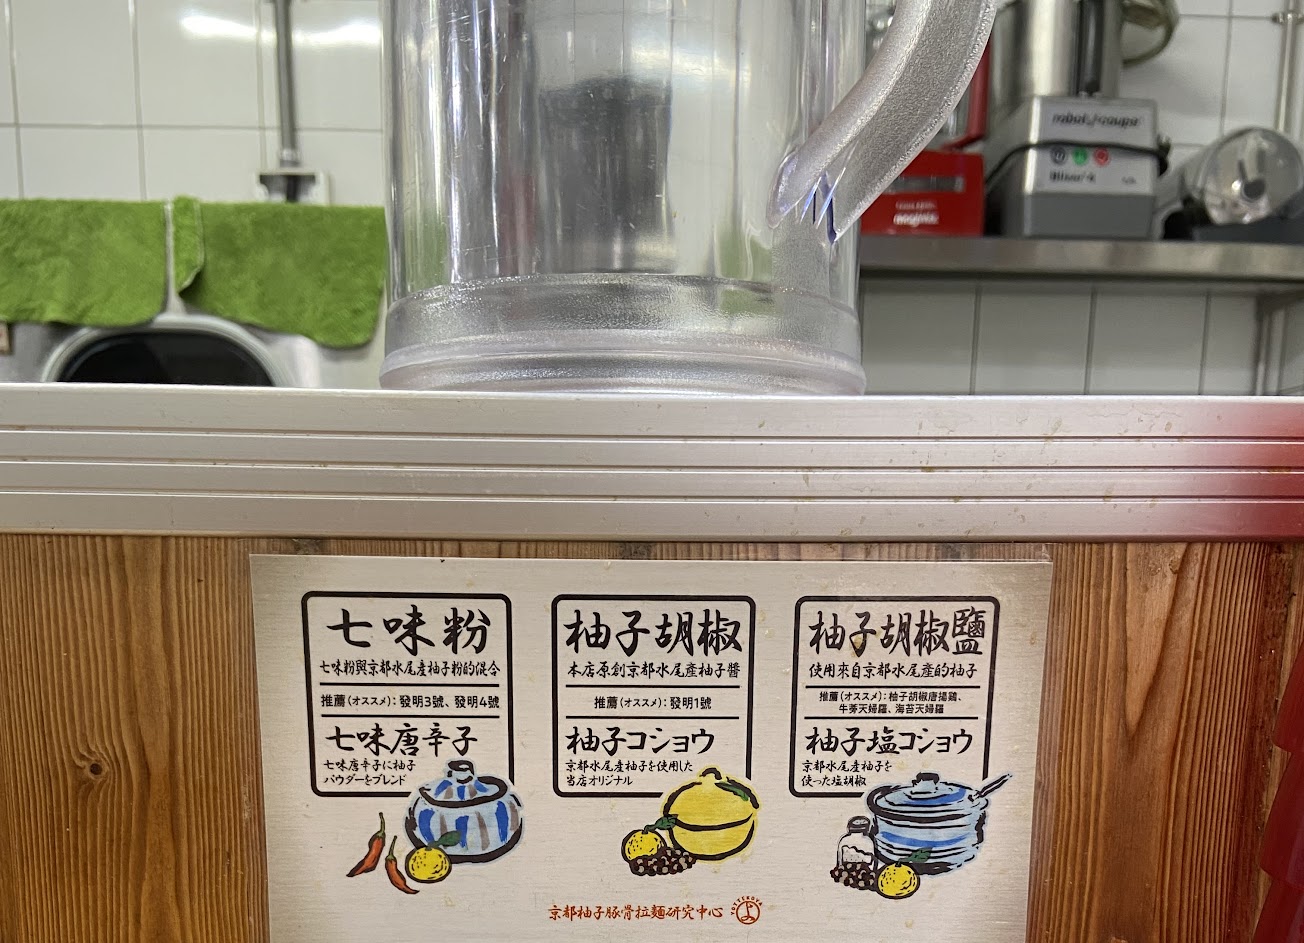 robot coupe
Blixer 4
magimix
七味粉
七味粉與京都水尾産柚子粉的混合
推薦(オススメ):發明3號、發明4號
七味唐辛子
七味唐辛子に柚子
パウダーをブレンド
柚子胡椒
本店原創京都水尾産柚子醬
推薦(オススメ):發明1號
柚子コショウ
京都水尾産柚子を使用した
当店オリジナル
柚子胡椒鹽
使用來自京都水尾產的柚子
推薦(オススメ):柚子胡椒唐揚鶏、
牛蒡天婦羅、海苔天婦羅
柚子塩コショウ
京都水尾産柚子を
使った塩胡椒
京都柚子豚骨拉麵研究中心